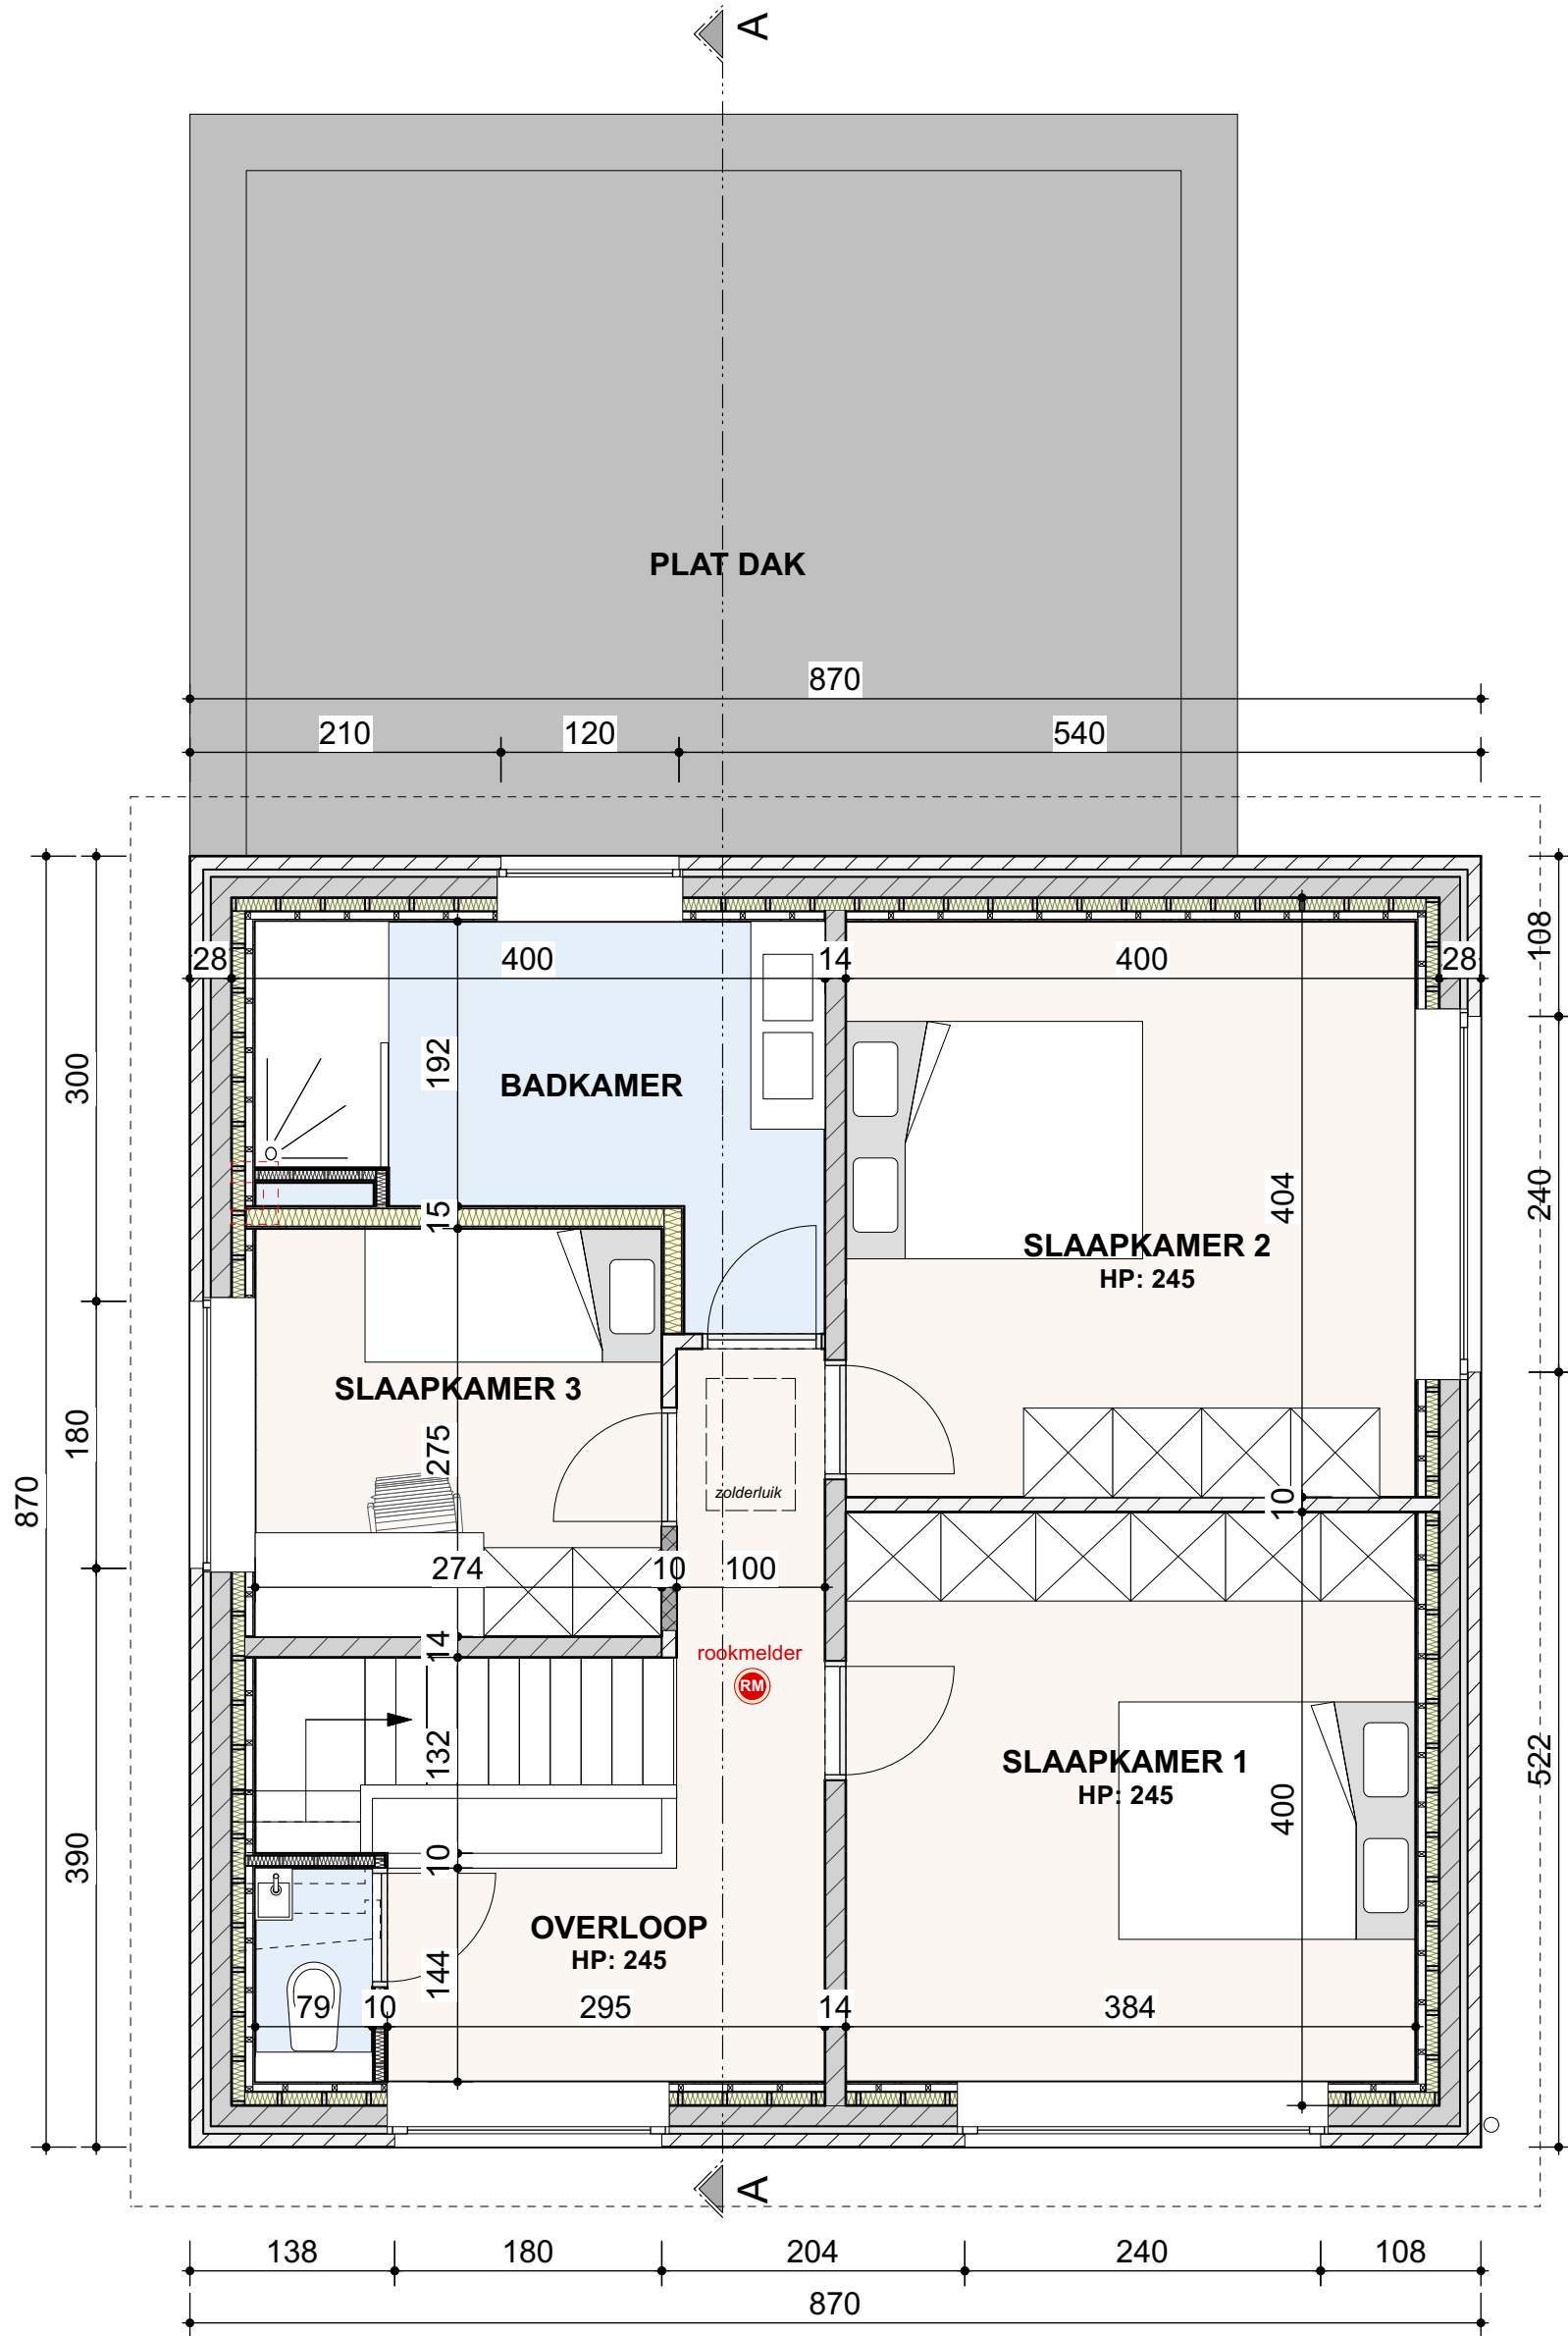 A
PLAT DAK
870
210
120
540
28
400
14
400
28
108
192
300
BADKAMER
240
404
15
SLAAPKAMER 2
HP: 245
SLAAPKAMER 3
180
275
870
zolderluik
10
274
10
100
14
rookmelder
RM
132
SLAAPKAMER 1
HP: 245
522
400
390
10
OVERLOOP
HP: 245
144
79
10
295
14
384
A
138
180
204
240
108
870